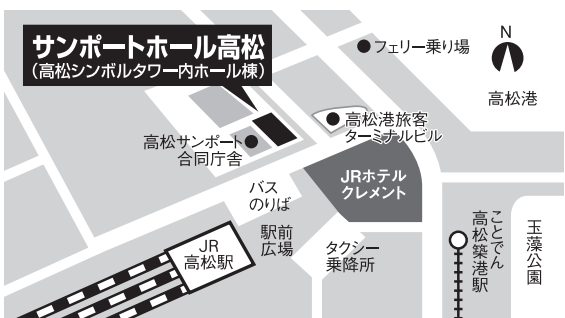 サンポートホール高松
(高松シンボルタワー内ホール棟)
フェリー乗り場
N
高松港
高松港旅客
ターミナルビル
高松サンポート
合同庁舎
JRホテル
クレメント
バス
のりば
駅前
広場
JR
高松駅
タクシー
乗降所
ことでん
高松築港駅
玉藻公園